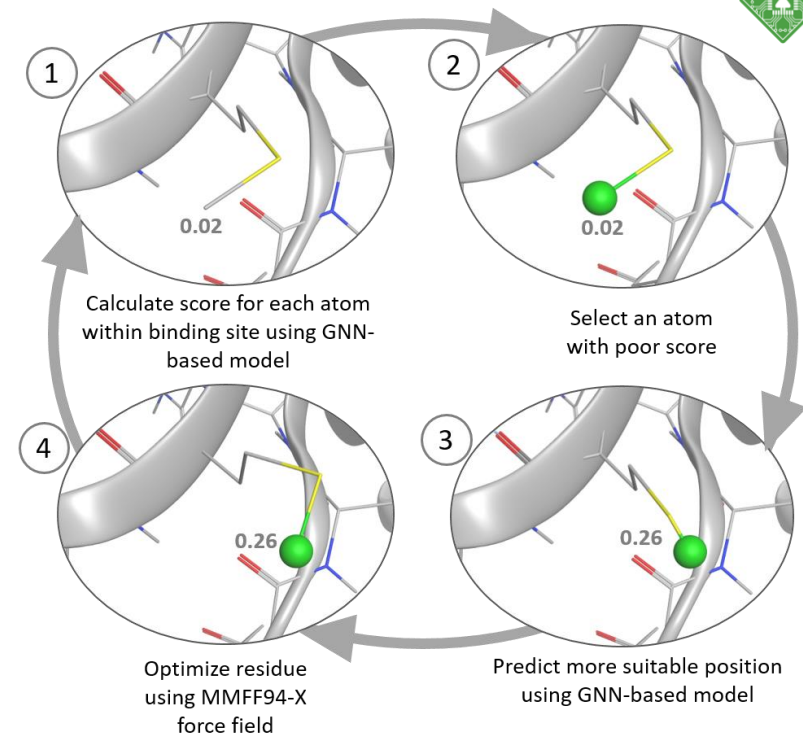 1
0.02
Calculate score for each atom
within binding site using GNN-
based model
2
0.02
Select an atom
with poor score
3
0.26
Predict more suitable position
using GNN-based model
4
0.26
Optimize residue
using MMFF94-X
force field